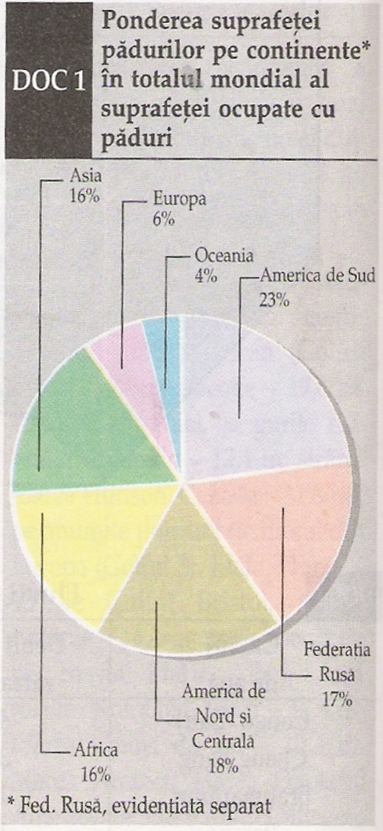 DOC 1
Ponderea suprafeței
pădurilor pe continente*
în totalul mondial al
suprafeței ocupate cu
păduri
Asia
16%
Europa
6%
Oceania
4%
America de Sud
23%
Federatia
Rusă
17%
America de
Nord si
Centrală
18%
Africa
16%
* Fed. Rusă, evidențiată separat